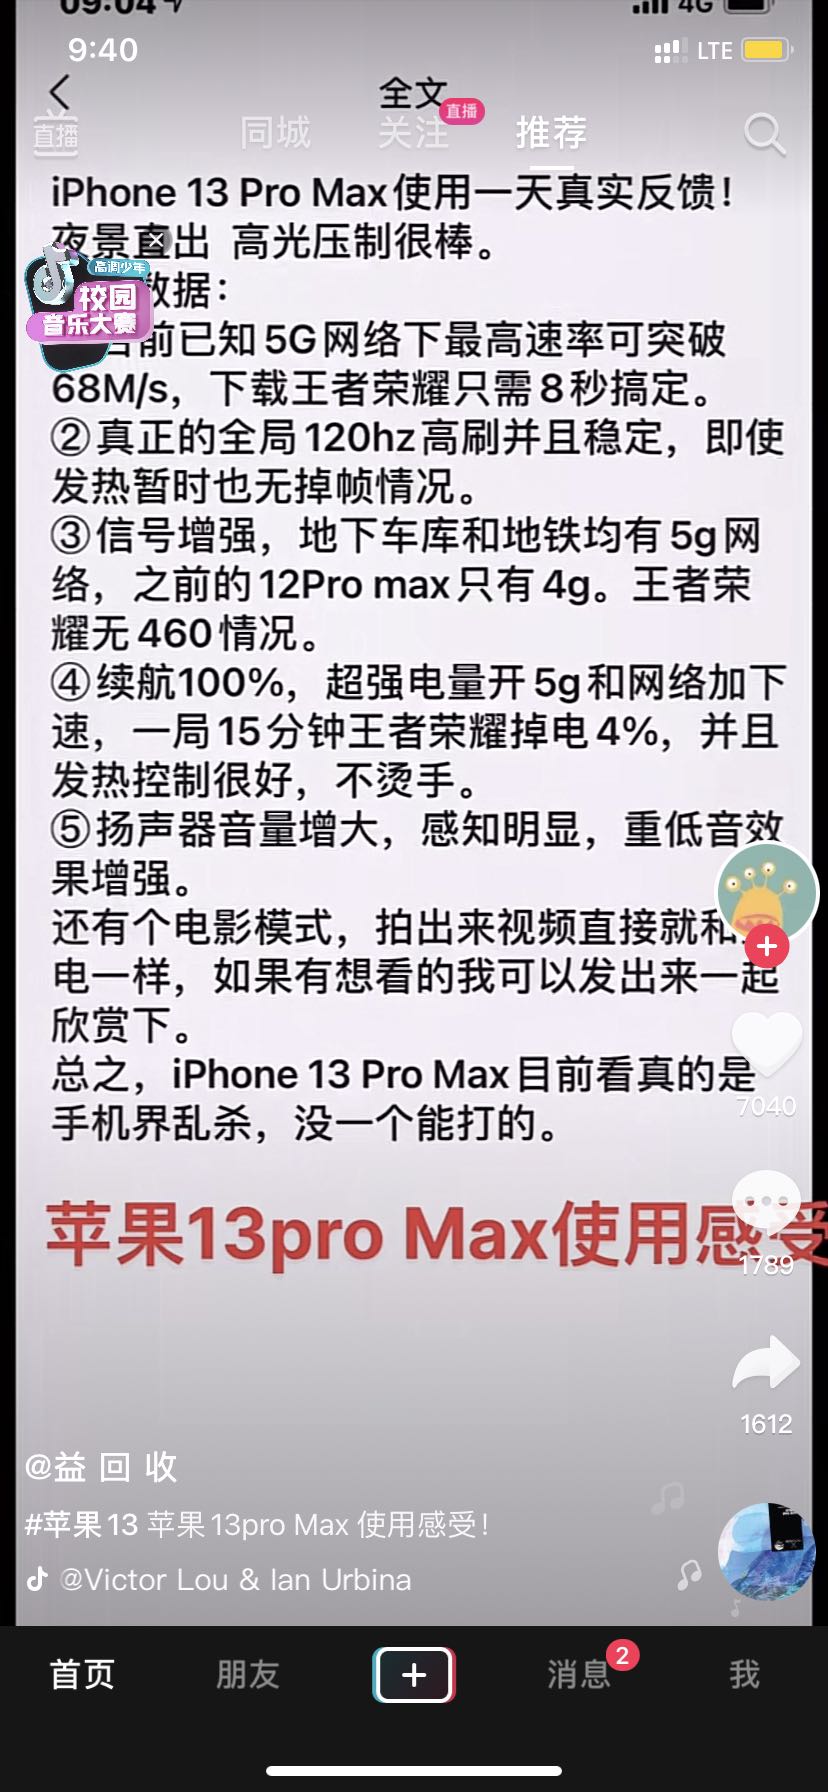 09:04
4G
9:40
LTE
全文
直播
直播
同城
关注
推荐
iPhone 13 Pro Max使用一天真实反馈！
夜景直出 高光压制很棒。
数据：
高调少年
校园
音乐大赛
目前已知5G网络下最高速率可突破
68M/s，下载王者荣耀只需8秒搞定。
②真正的全局120hz高刷并且稳定，即使
发热暂时也无掉帧情况。
③信号增强，地下车库和地铁均有5g网
络，之前的12Pro max只有4g。王者荣
耀无460情况。
④续航100%，超强电量开5g和网络加下
速，一局15分钟王者荣耀掉电4%，并且
发热控制很好，不烫手。
⑤扬声器音量增大，感知明显，重低音效
果增强。
还有个电影模式，拍出来视频直接就和
电一样，如果有想看的我可以发出来一起
欣赏下。
总之，iPhone 13 Pro Max目前看真的是
手机界乱杀，没一个能打的。
7040
苹果13pro Max使用感受
1789
1612
@益 回 收
#苹果13 苹果13pro Max 使用感受！
@Victor Lou & Ian Urbina
首页
朋友
消息
2
我